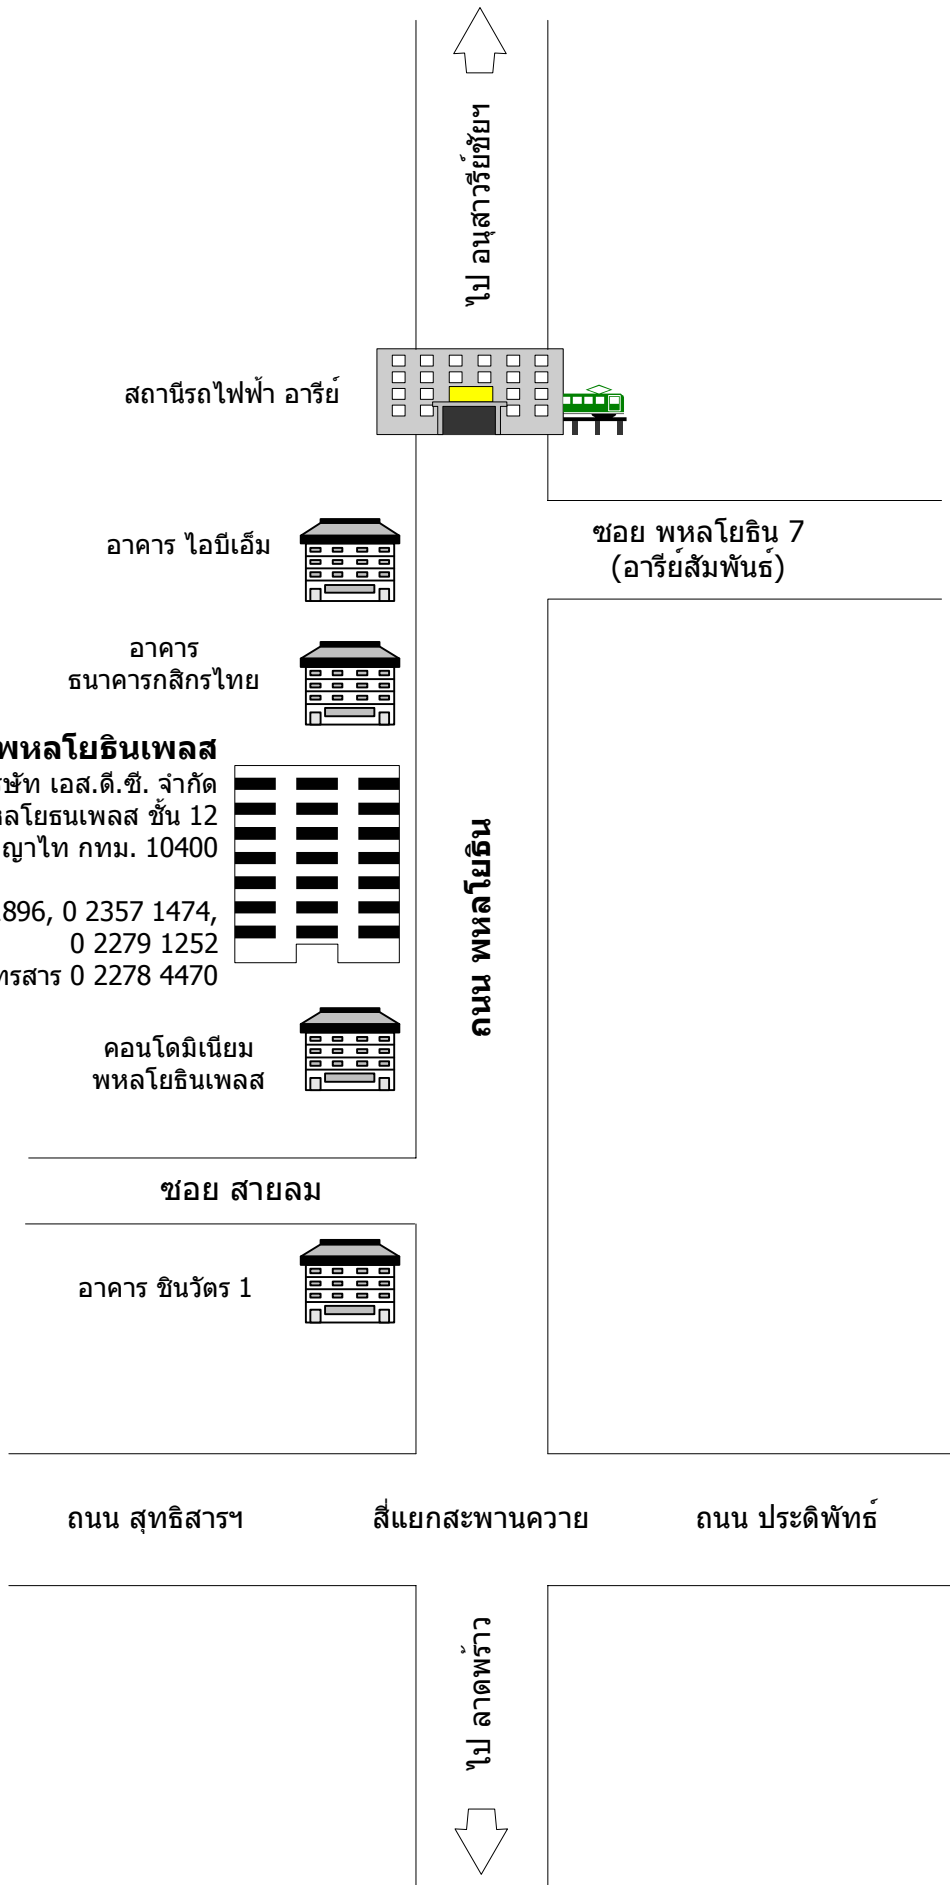 ไป อนุสาวรีย์ชัยฯ
สถานีรถไฟฟ้า อารีย์
ซอย พหลโยธิน 7
(อารีย์สัมพันธ์)
อาคาร ไอบีเอ็ม
อาคาร
ธนาคารกสิกรไทย
พหลโยธินเพลส
ษัท เอส.ดี.ซี. จำกัด
หลโยธนเพลส ชั้น 12
ญาไท กทม. 10400
896, 0 2357 1474,
0 2279 1252
ทรสาร 0 2278 4470
ถนน พหลโยธิน
คอนโดมิเนียม
พหลโยธินเพลส
ซอย สายลม
อาคาร ชินวัตร 1
ถนน สุทธิสารฯ สี่แยกสะพานควาย ถนน ประดิพัทธ์
ไป ลาดพร้าว